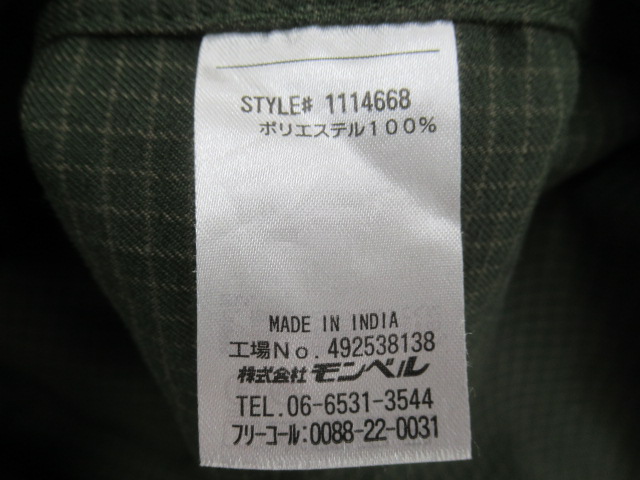 STYLE# 1114668
ポリエステル100%
MADE IN INDIA
工場No.492538138
株式会社 モンベル
TEL.06-6531-3544
フリーコール:0088-22-0031